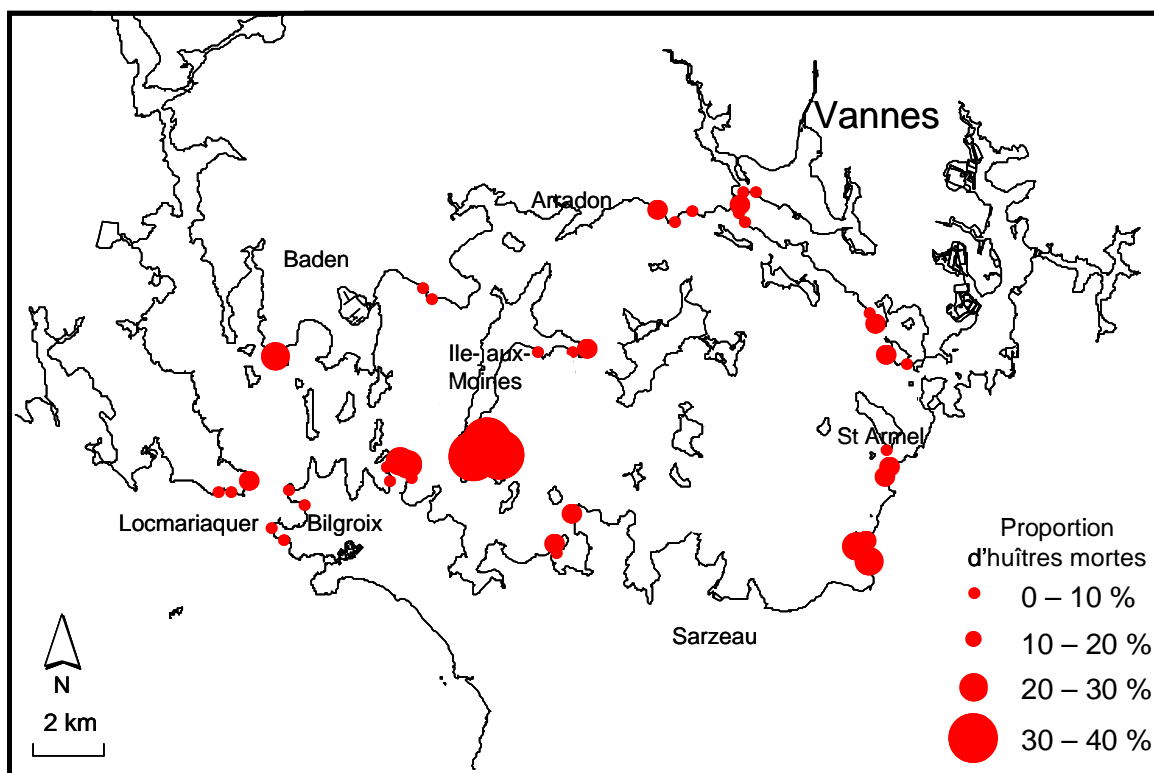 Vannes
Arradon
Baden
Ile-aux-
Moines
St Armel
Locmariaquer
Bilgroix
Sarzeau
Proportion
d'huîtres mortes
0 – 10 %
10 – 20 %
20 – 30 %
30 – 40 %
N
2 km